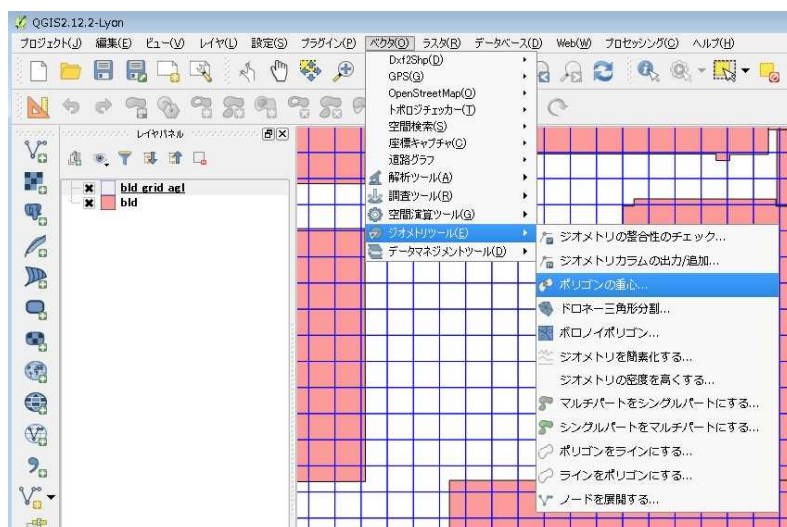 QGIS2.12.2-Lyon
プロジェクト(J) 編集(E) ビュー(V) レイヤ(L) 設定(S) プラグイン(P) ベクタ(O) ラスタ(R) データベース(D) Web(W) プロセッシング(C) ヘルプ(H)
Dxf2Shp(D)
GPS(G)
OpenStreetMap(O)
トポロジチェッカー(T)
空間検索(S)
座標キャプチャ(C)
道路グラフ
解析ツール(A)
調査ツール(R)
空間演算ツール(G)
ジオメトリツール(E)
データマネジメントツール(D)
レイヤパネル
bld_grid_agl
bld
ジオメトリの整合性のチェック...
ジオメトリカラムの出力/追加...
ポリゴンの重心...
ドロネー三角形分割...
ボロノイポリゴン...
ジオメトリを簡素化する...
ジオメトリの密度を高くする...
マルチパートをシングルパートにする...
シングルパートをマルチパートにする...
ポリゴンをラインにする...
ラインをポリゴンにする...
ノードを展開する...